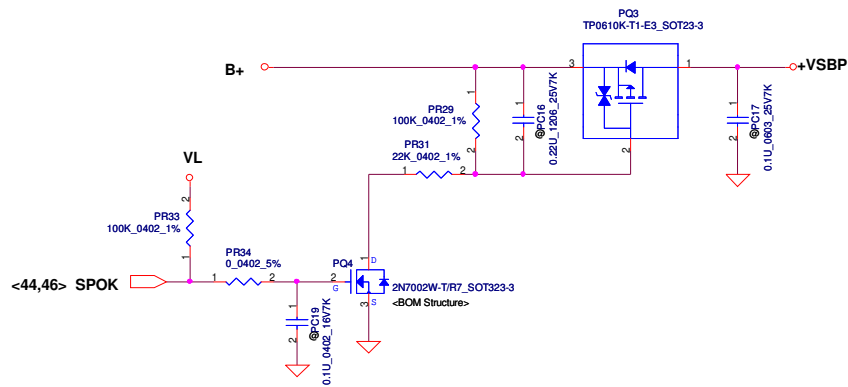 PQ3
TP0610K-T1-E3_SOT23-3
B+
3
1
+VSBP
1
PR29
100K_0402_1%
2
1
2
@PC16
0.22U_1206_25V7K
2
1
2
@PC17
0.1U_0603_25V7K
PR31
22K_0402_1%
1
2
VL
2
PR33
100K_0402_1%
1
PR34
0_0402_5%
<44,46> SPOK
1
2
PQ4
2
G
1
D
3
S
2N7002W-T/R7_SOT323-3
<BOM Structure>
1
2
@PC19
0.1U_0402_16V7K